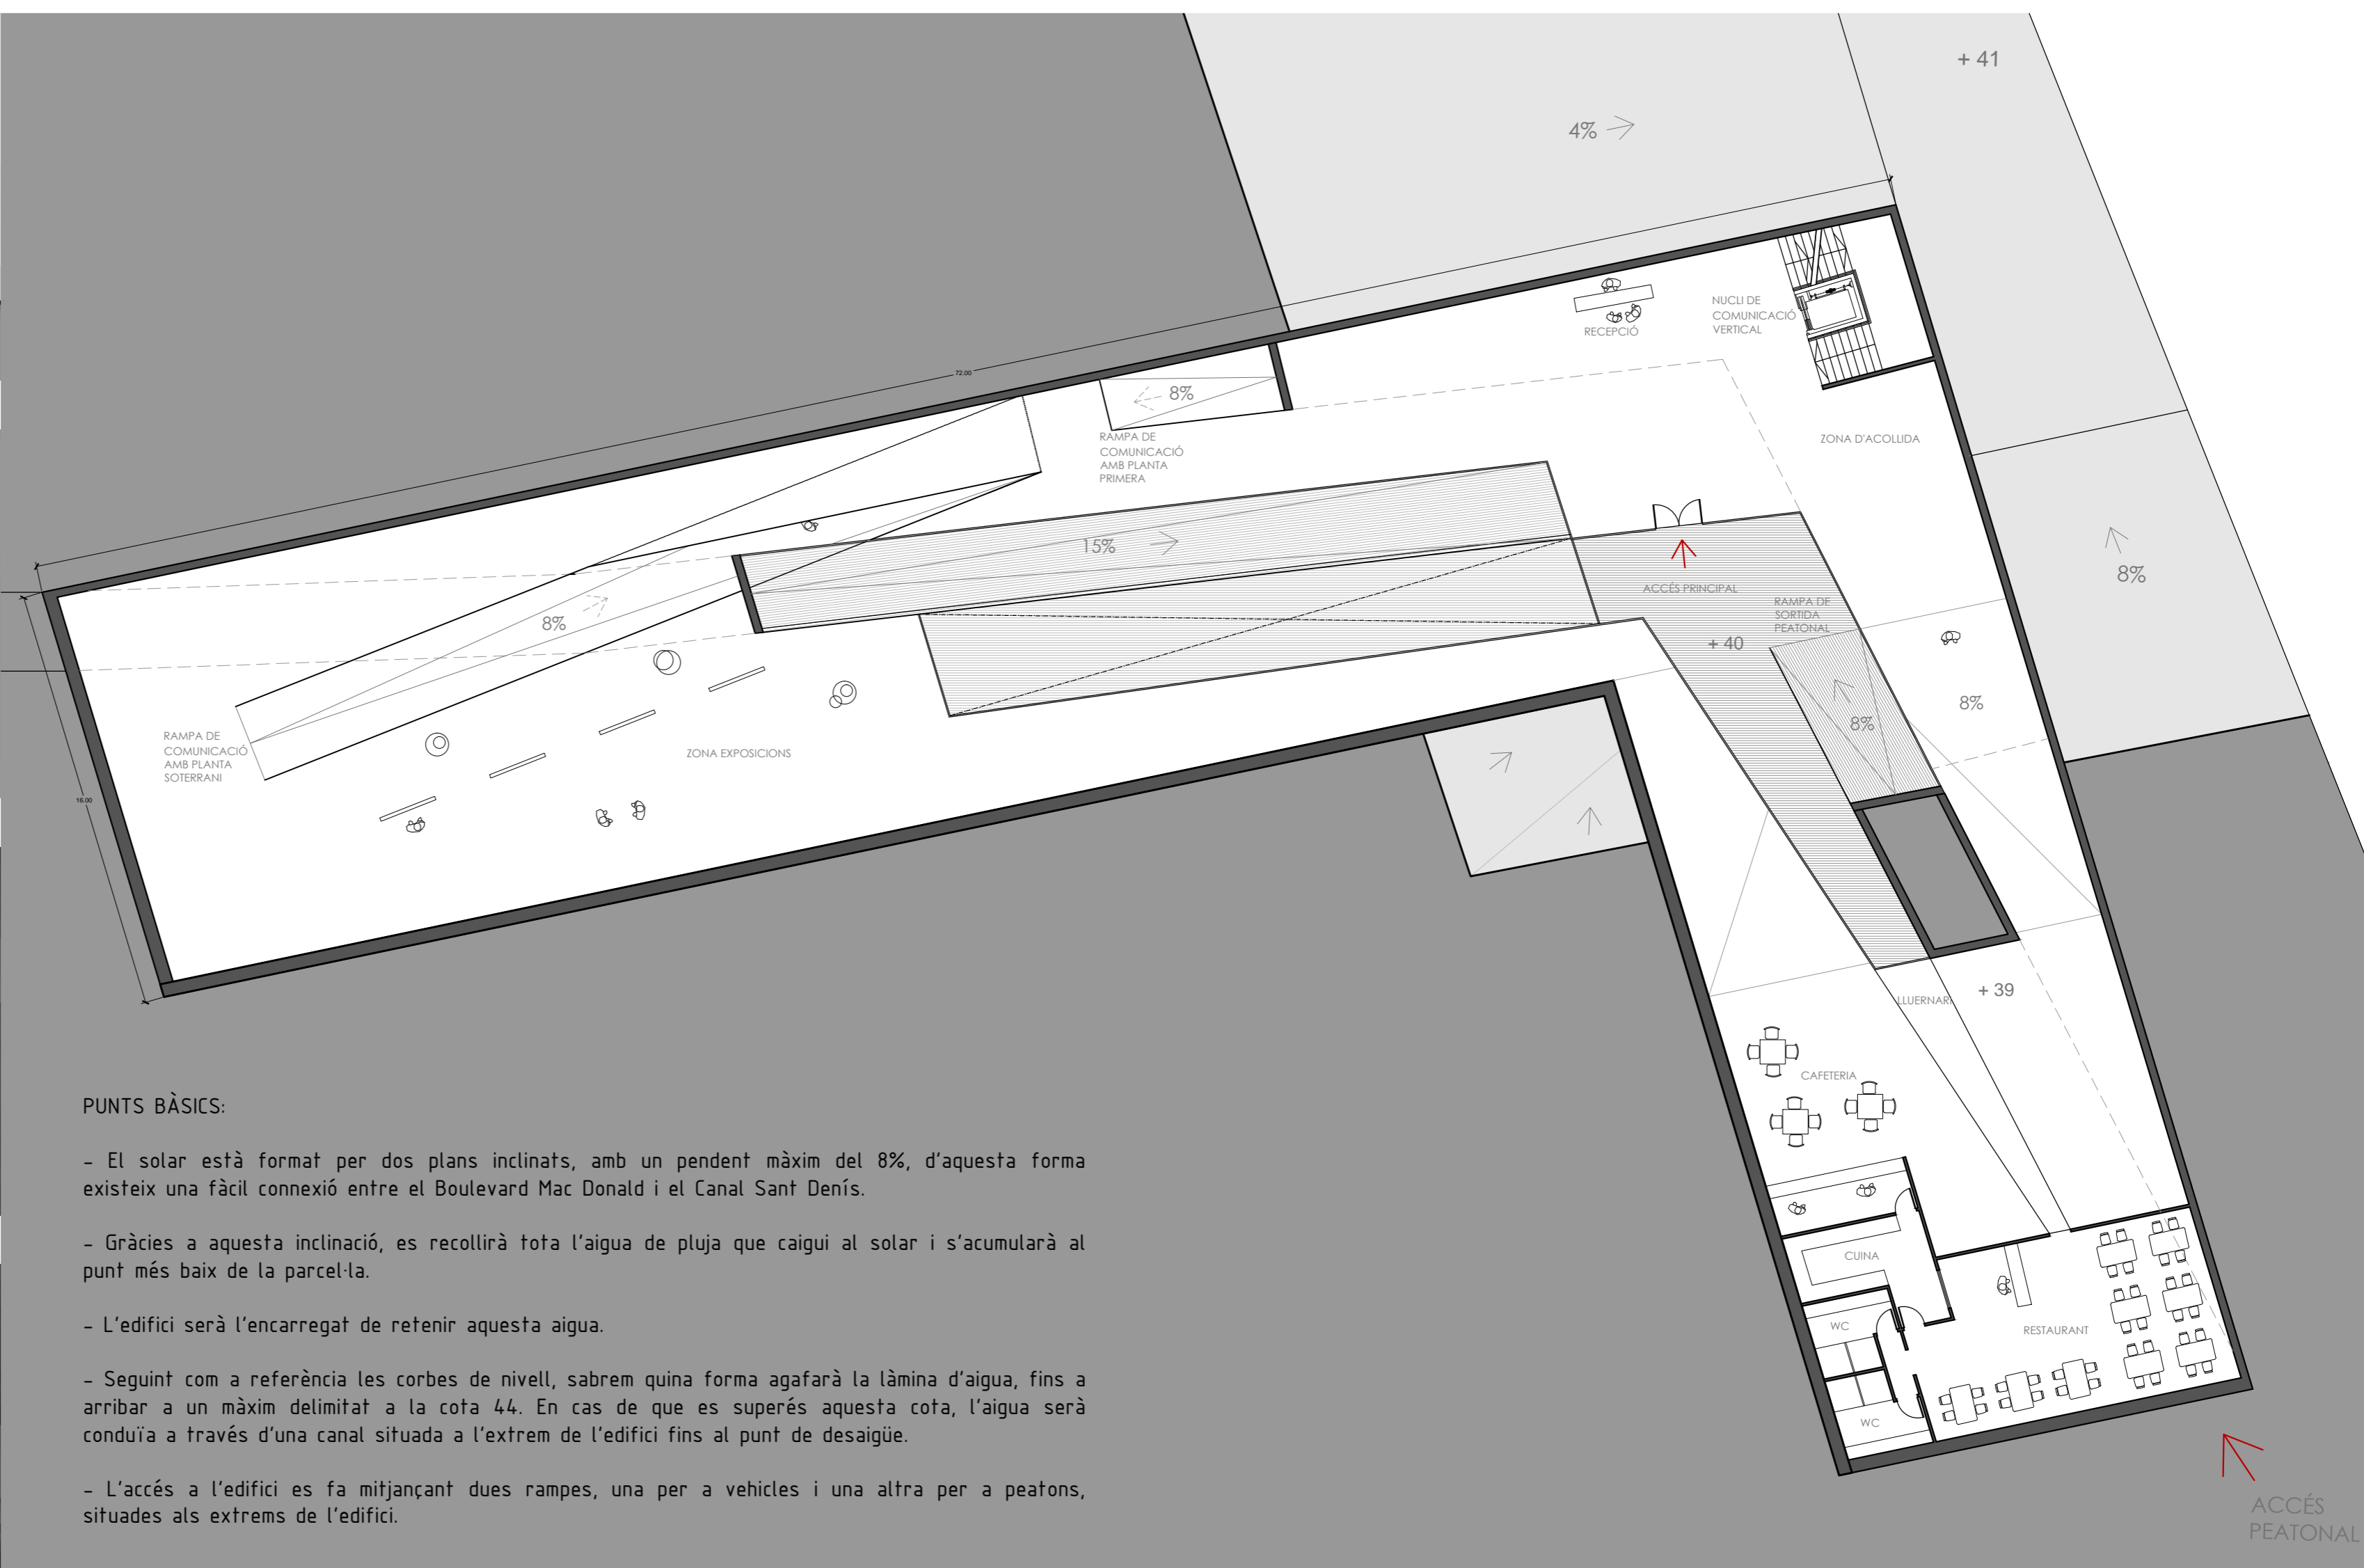 + 41
4%
NUCLI DE
COMUNICACIÓ
VERTICAL
RECEPCIÓ
72.00
8%
RAMPA DE
COMUNICACIÓ
AMB PLANTA
PRIMERA
ZONA D'ACOLLIDA
15%
8%
ACCÉS PRINCIPAL
8%
RAMPA DE
SORTIDA
PEATONAL
+ 40
8%
8%
RAMPA DE
COMUNICACIÓ
AMB PLANTA
SOTERRANI
ZONA EXPOSICIONS
16.00
LLUERNARI
+ 39
CAFETERIA
CUINA
WC
RESTAURANT
WC
ACCÉS
PEATONAL
PUNTS BÀSICS:
- El solar està format per dos plans inclinats, amb un pendent màxim del 8%, d'aquesta forma
existeix una fàcil connexió entre el Boulevard Mac Donald i el Canal Sant Denís.
- Gràcies a aquesta inclinació, es recollirà tota l'aigua de pluja que caigui al solar i s'acumularà al
punt més baix de la parcel·la.
- L'edifici serà l'encarregat de retenir aquesta aigua.
- Seguint com a referència les corbes de nivell, sabrem quina forma agafarà la làmina d'aigua, fins a
arribar a un màxim delimitat a la cota 44. En cas de que es superés aquesta cota, l'aigua serà
conduïa a través d'una canal situada a l'extrem de l'edifici fins al punt de desaigüe.
- L'accés a l'edifici es fa mitjançant dues rampes, una per a vehicles i una altra per a peatons,
situades als extrems de l'edifici.